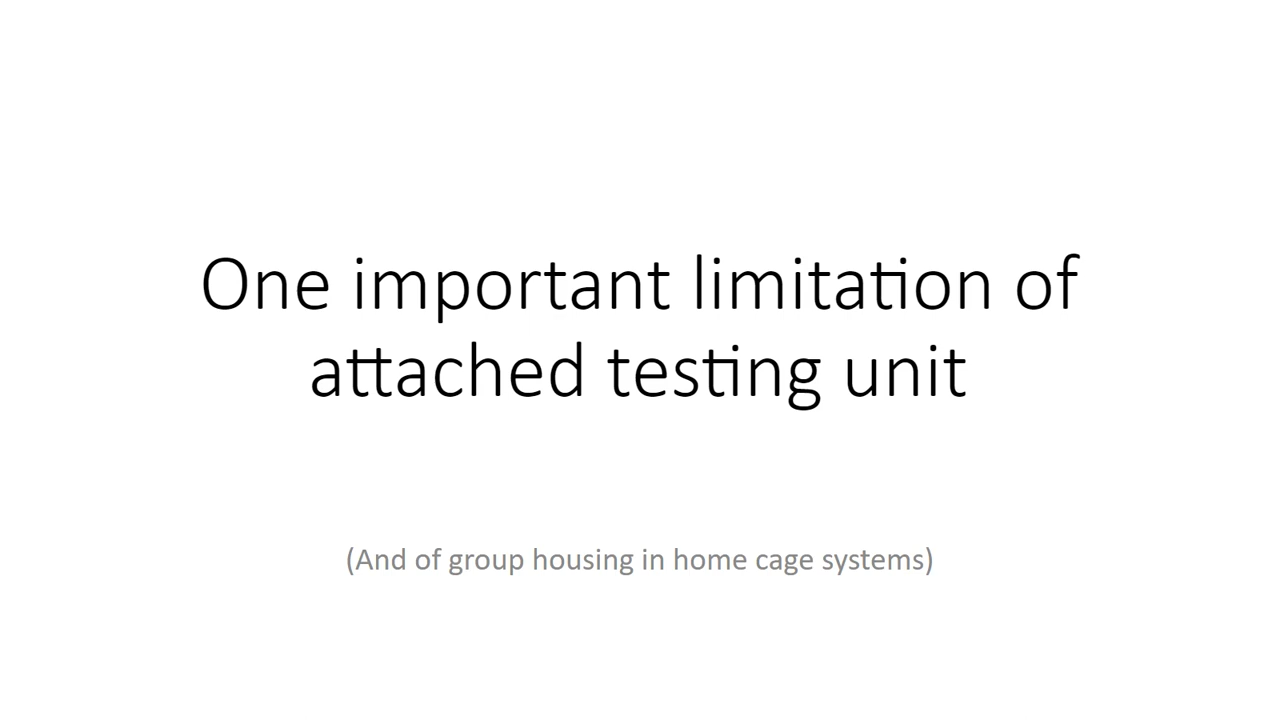 One important limitation of
attached testing unit
(And of group housing in home cage systems)